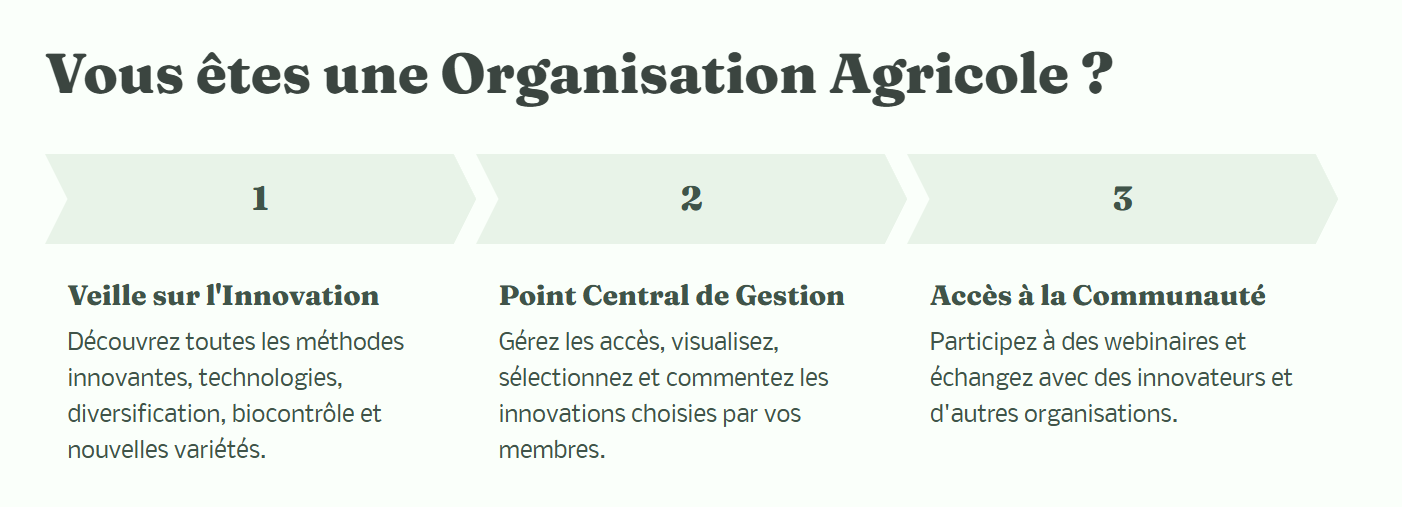 Vous êtes une Organisation Agricole ?
1
2
3
Veille sur l'Innovation
Découvrez toutes les méthodes
innovantes, technologies,
diversification, biocontrôle et
nouvelles variétés.
Point Central de Gestion
Gérez les accès, visualisez,
sélectionnez et commentez les
innovations choisies par vos
membres.
Accès à la Communauté
Participez à des webinaires et
échangez avec des innovateurs et
d'autres organisations.